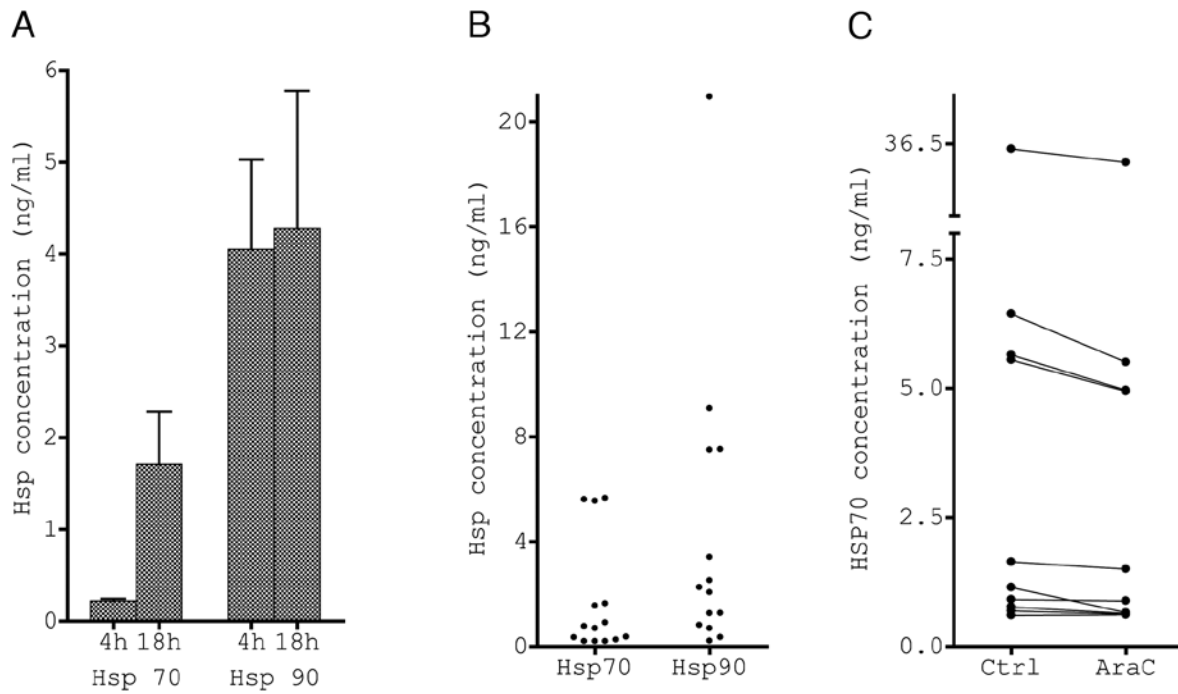 A
B
C
Hsp concentration (ng/ml)
6
5
4
3
2
1
0
4h 18h 4h 18h
Hsp 70 Hsp 90
Hsp concentration (ng/ml)
20
16
12
8
4
0
Hsp70 Hsp90
HSP70 concentration (ng/ml)
36.5
7.5
5.0
2.5
0.0
Ctrl AraC